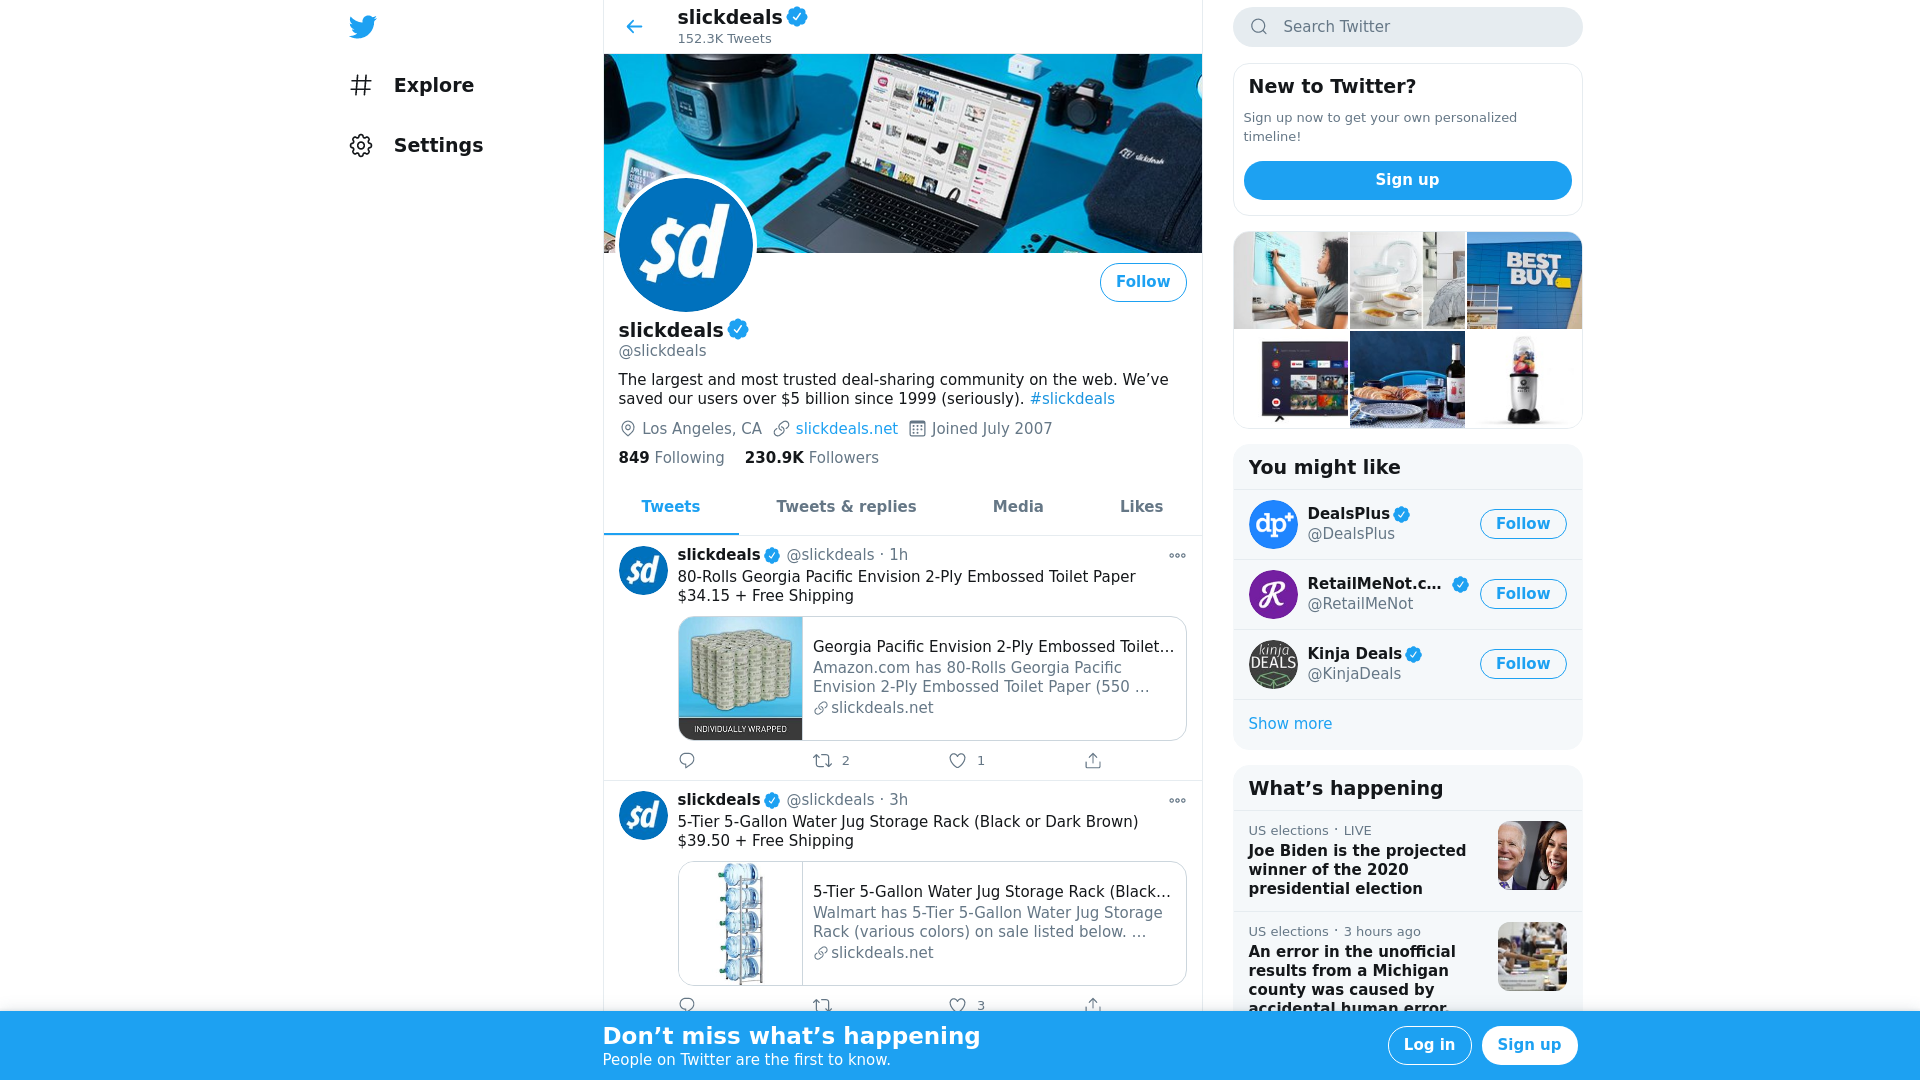 Explore
Settings
slickdeals
152.3K Tweets
slickdeals
$d
Follow
slickdeals
@slickdeals
The largest and most trusted deal-sharing community on the web. We’ve
saved our users over $5 billion since 1999 (seriously). #slickdeals
Los Angeles, CA slickdeals.net Joined July 2007
849 Following 230.9K Followers
Tweets Tweets & replies Media Likes
$d
slickdeals @slickdeals · 1h
80-Rolls Georgia Pacific Envision 2-Ply Embossed Toilet Paper
$34.15 + Free Shipping
INDIVIDUALLY WRAPPED
Georgia Pacific Envision 2-Ply Embossed Toilet...
Amazon.com has 80-Rolls Georgia Pacific
Envision 2-Ply Embossed Toilet Paper (550 …
slickdeals.net
2 1
$d
slickdeals @slickdeals · 3h
5-Tier 5-Gallon Water Jug Storage Rack (Black or Dark Brown)
$39.50 + Free Shipping
5-Tier 5-Gallon Water Jug Storage Rack (Black...
Walmart has 5-Tier 5-Gallon Water Jug Storage
Rack (various colors) on sale listed below. …
slickdeals.net
3
Search Twitter
New to Twitter?
Sign up now to get your own personalized
timeline!
Sign up
BEST
BUY
You might like
dp+
DealsPlus
@DealsPlus
Follow
R
RetailMeNot.c...
@RetailMeNot
Follow
kinja
DEALS
Kinja Deals
@KinjaDeals
Follow
Show more
What’s happening
US elections · LIVE
Joe Biden is the projected
winner of the 2020
presidential election
US elections · 3 hours ago
An error in the unofficial
results from a Michigan
county was caused by
accidental human error,
Don’t miss what’s happening
People on Twitter are the first to know.
Log in
Sign up